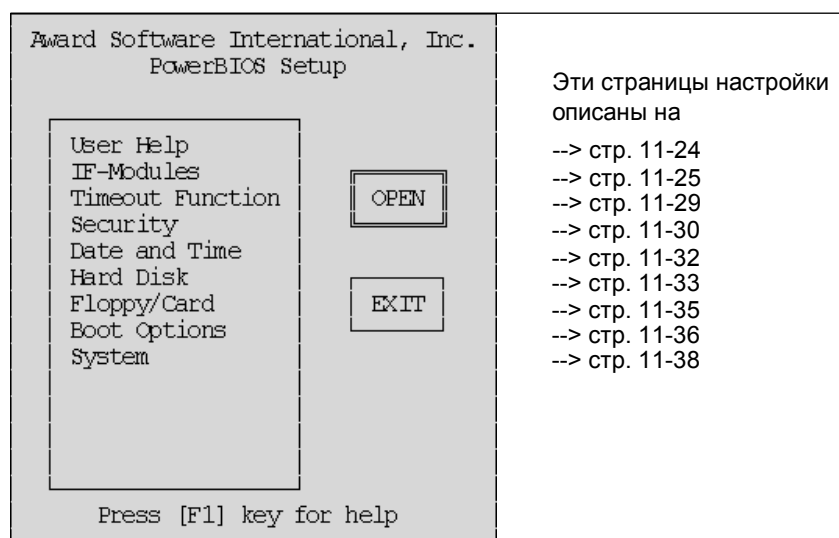 Award Software International, Inc.
PowerBIOS Setup
User Help
IF-Modules
Timeout Function
Security
Date and Time
Hard Disk
Floppy/Card
Boot Options
System
OPEN
EXIT
Press [F1] key for help
Эти страницы настройки
описаны на
--> стр. 11-24
--> стр. 11-25
--> стр. 11-29
--> стр. 11-30
--> стр. 11-32
--> стр. 11-33
--> стр. 11-35
--> стр. 11-36
--> стр. 11-38